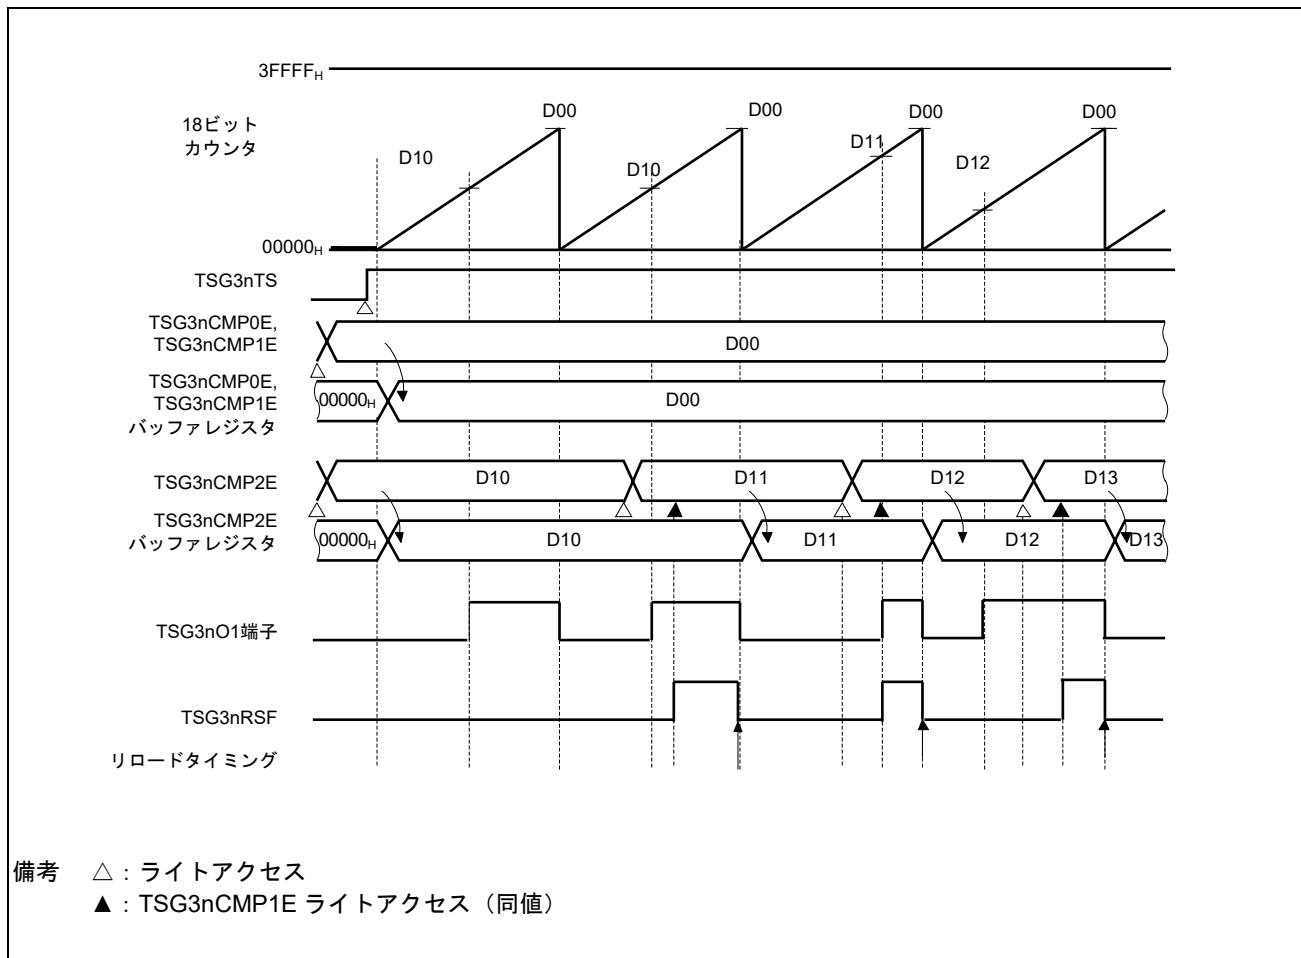 3FFFFH
D00 D00 D00 D00
18ビット
カウンタ
D10 D10 D11 D12
00000H
TSG3nTS
TSG3nCMP0E,
TSG3nCMP1E
D00
TSG3nCMP0E,
TSG3nCMP1E
バッファレジスタ
00000H D00
TSG3nCMP2E
D10 D11 D12 D13
TSG3nCMP2E
バッファレジスタ
00000H D10 D11 D12 D13
TSG3nO1端子
TSG3nRSF
リロードタイミング
備考 △：ライトアクセス
▲：TSG3nCMP1E ライトアクセス（同値）